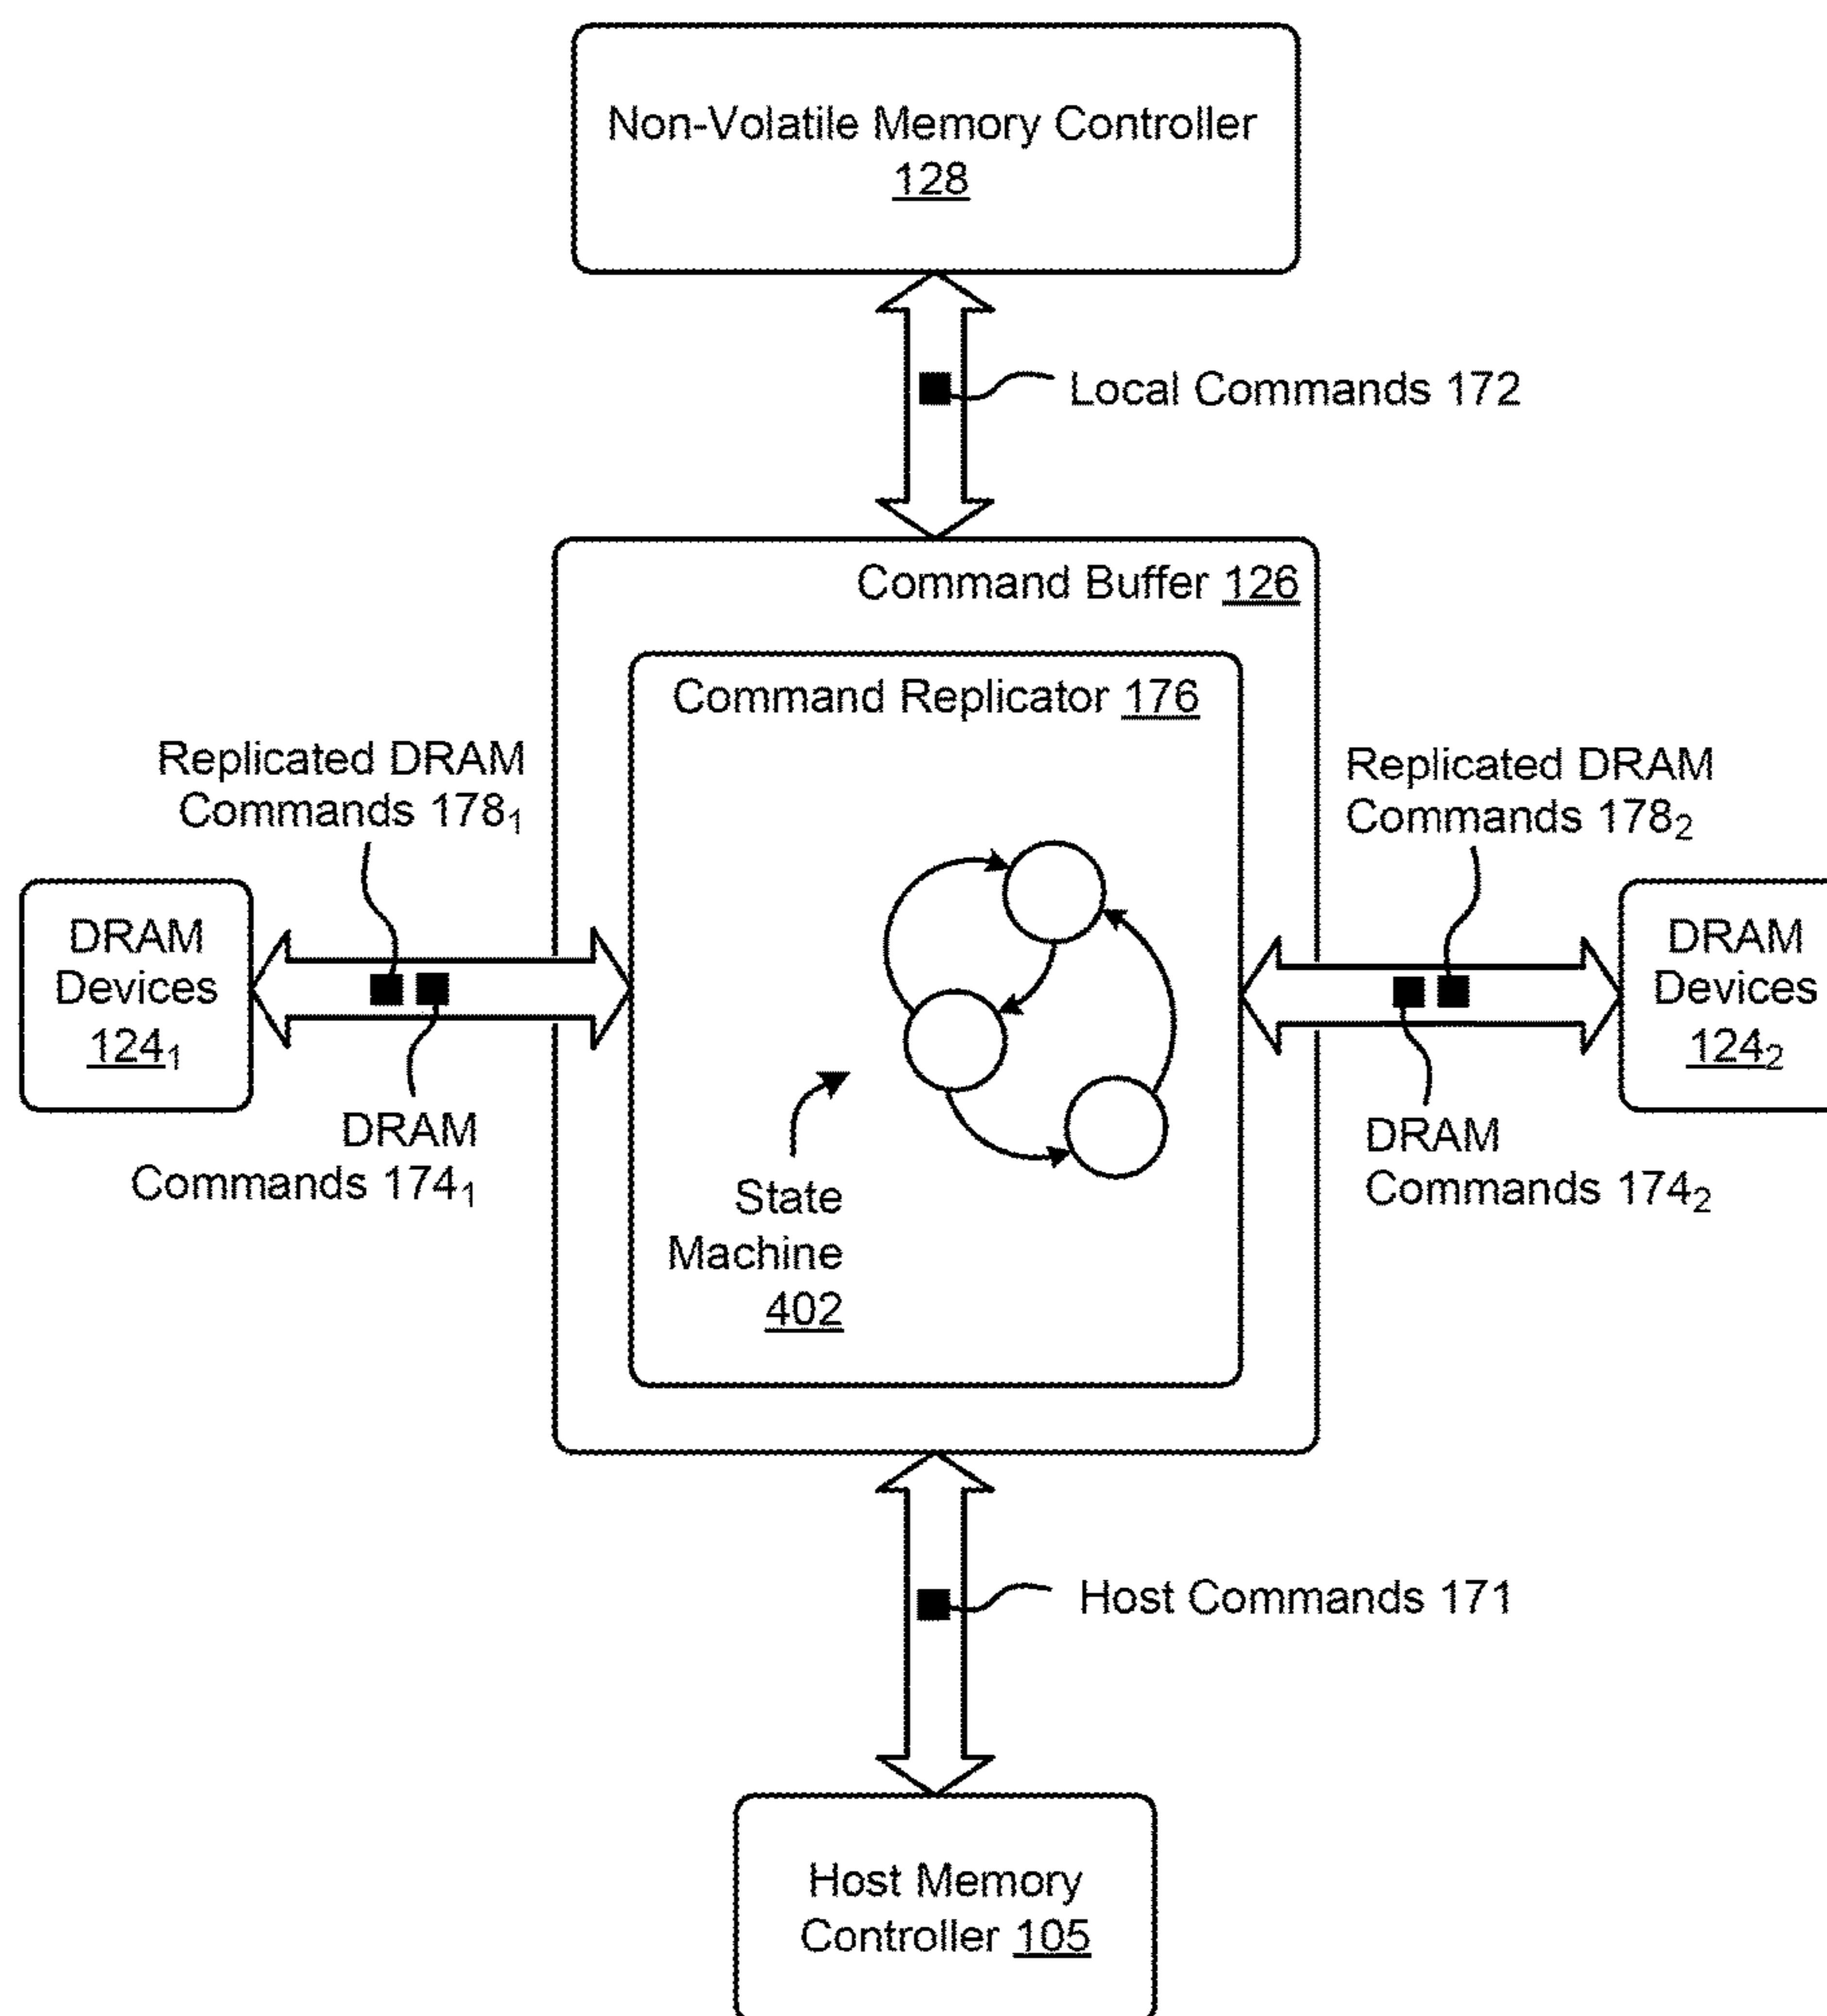 Non-Volatile Memory Controller
128
Local Commands 172
Command Buffer 126
Command Replicator 176
Replicated DRAM
Commands 178₁
Replicated DRAM
Commands 178₂
DRAM
Devices
124₁
DRAM
Devices
124₂
DRAM
Commands 174₁
DRAM
Commands 174₂
State
Machine
402
Host Commands 171
Host Memory
Controller 105